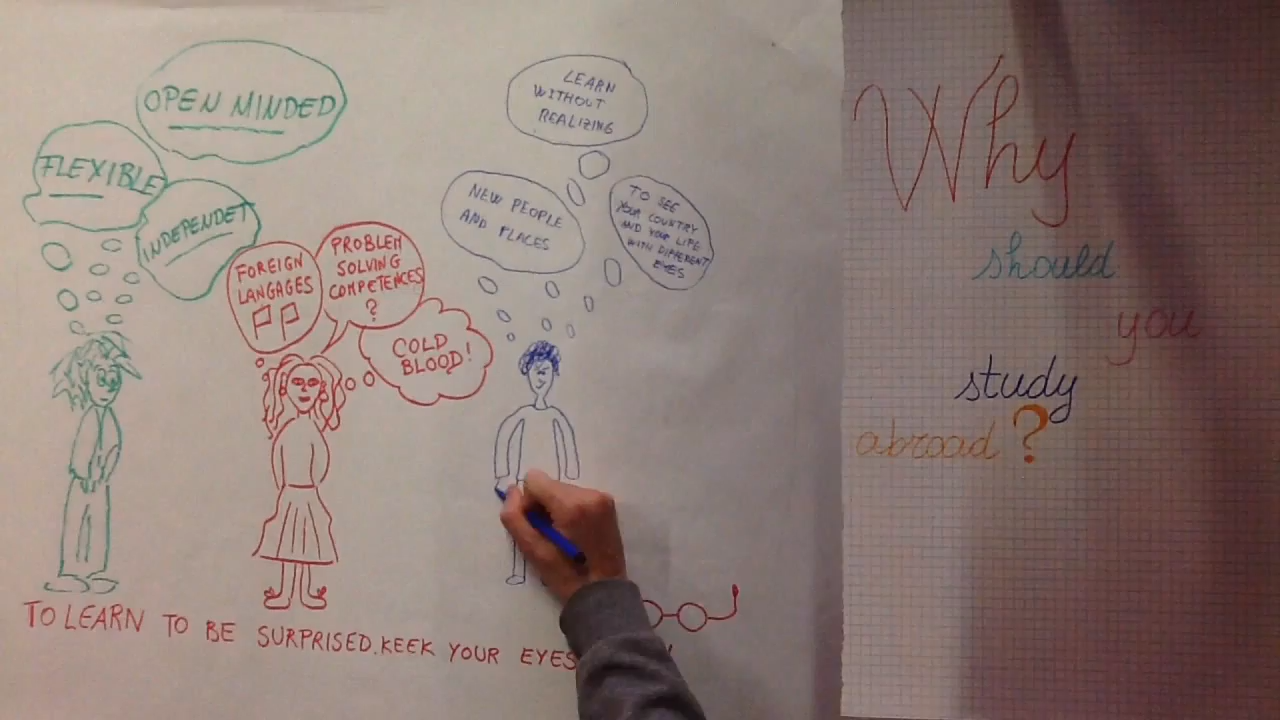 OPEN MINDED
FLEXIBLE
INDEPENDET
FOREIGN
LANGAGES
PROBLEM
SOLVING
COMPETENCES
?
COLD
BLOOD!
LEARN
WITHOUT
REALIZING
NEW PEOPLE
AND PLACES
TO SEE
YOUR COUNTRY
AND YOUR LIFE
WITH DIFFERENT
EYES
TO LEARN TO BE SURPRISED. KEEK YOUR EYES
Why
should
you
study
abroad?